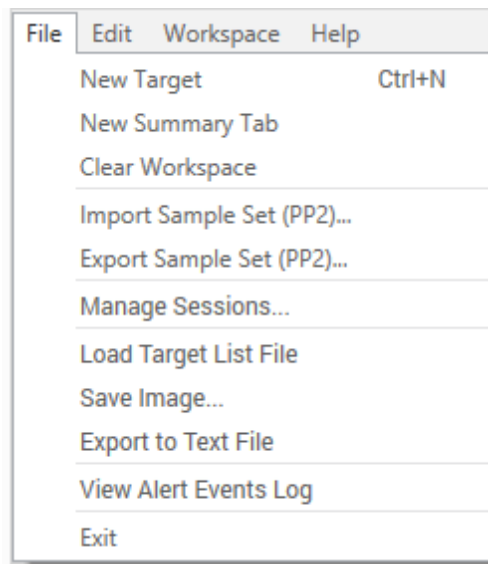 File Edit Workspace Help
New Target Ctrl+N
New Summary Tab
Clear Workspace
Import Sample Set (PP2)...
Export Sample Set (PP2)...
Manage Sessions...
Load Target List File
Save Image...
Export to Text File
View Alert Events Log
Exit